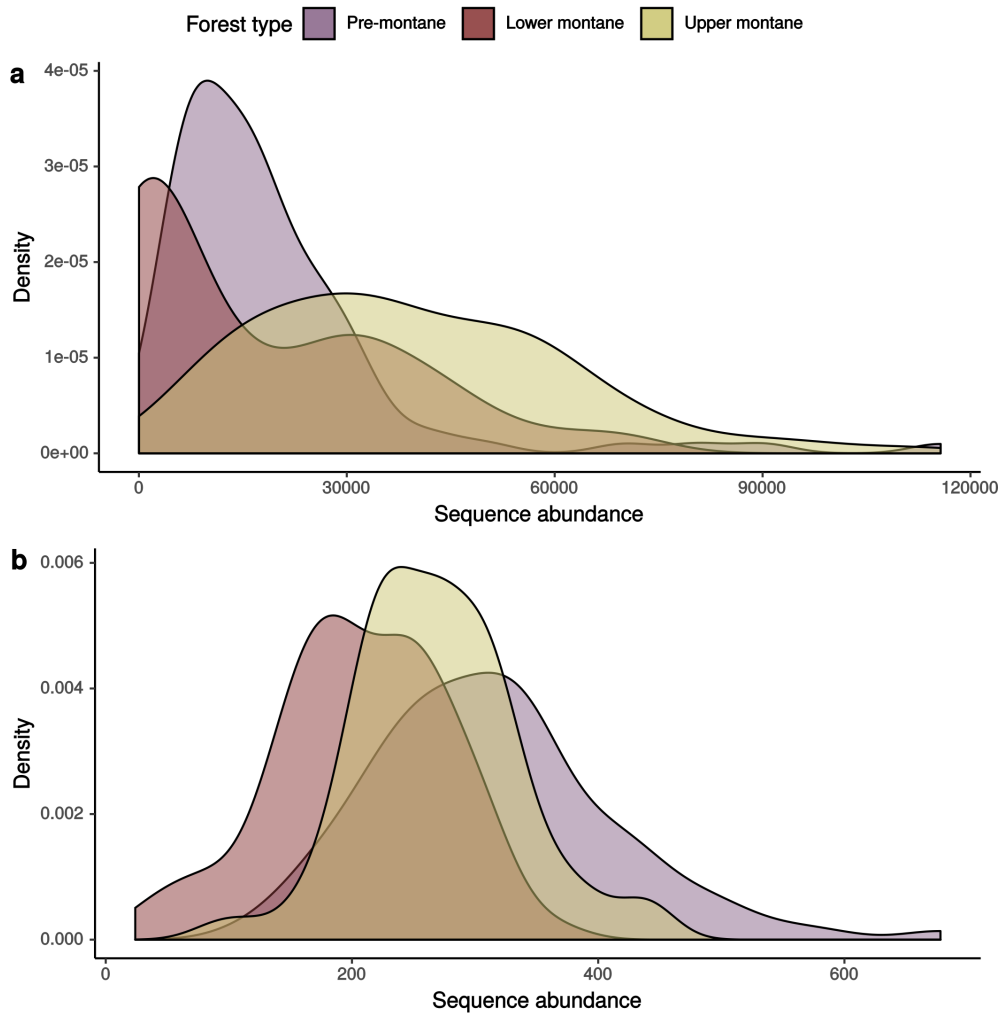 Forest type Pre-montane Lower montane Upper montane
a
4e-05
3e-05
2e-05
1e-05
0e+00
Density
0 30000 60000 90000 120000
Sequence abundance
b
0.006
0.004
0.002
0.000
Density
0 200 400 600
Sequence abundance